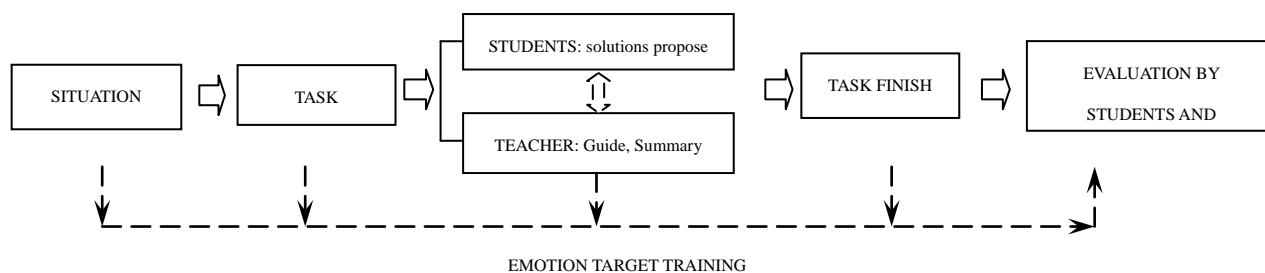 SITUATION
TASK
STUDENTS: solutions propose
TEACHER: Guide, Summary
TASK FINISH
EVALUATION BY
STUDENTS AND
EMOTION TARGET TRAINING